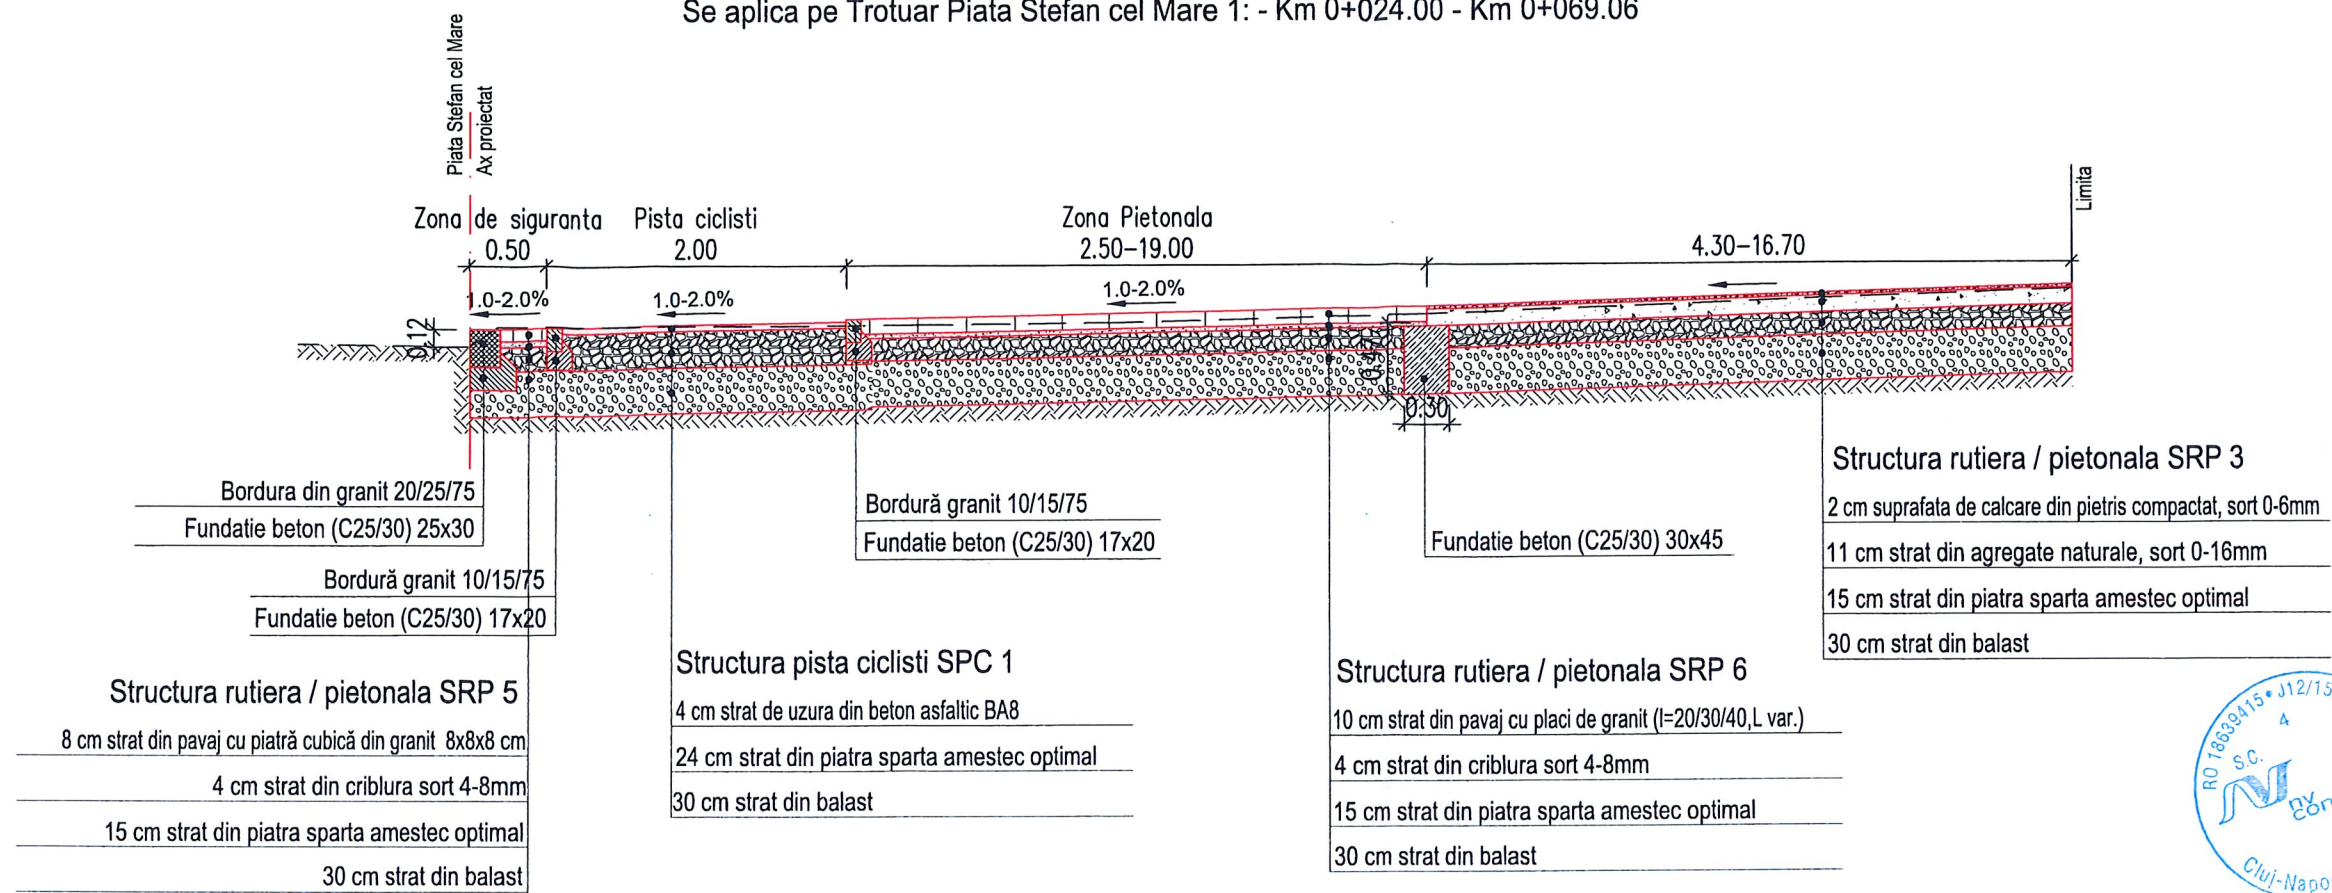 Se aplica pe Trotuar Piata Stefan cel Mare 1: - Km 0+024.00 - Km 0+069.06
Piata Stefan cel Mare
Ax proiectat
Limita
Zona de siguranta
0.50
Pista ciclisti
2.00
Zona Pietonala
2.50-19.00
4.30-16.70
1.0-2.0%
1.0-2.0%
1.0-2.0%
0.12
0.30
Bordura din granit 20/25/75
Fundatie beton (C25/30) 25x30
Bordură granit 10/15/75
Fundatie beton (C25/30) 17x20
Bordură granit 10/15/75
Fundatie beton (C25/30) 17x20
Fundatie beton (C25/30) 30x45
Structura rutiera / pietonala SRP 3
2 cm suprafata de calcare din pietris compactat, sort 0-6mm
11 cm strat din agregate naturale, sort 0-16mm
15 cm strat din piatra sparta amestec optimal
30 cm strat din balast
Structura rutiera / pietonala SRP 5
8 cm strat din pavaj cu piatră cubică din granit 8x8x8 cm
4 cm strat din criblura sort 4-8mm
15 cm strat din piatra sparta amestec optimal
30 cm strat din balast
Structura pista ciclisti SPC 1
4 cm strat de uzura din beton asfaltic BA8
24 cm strat din piatra sparta amestec optimal
30 cm strat din balast
Structura rutiera / pietonala SRP 6
10 cm strat din pavaj cu placi de granit (l=20/30/40,L var.)
4 cm strat din criblura sort 4-8mm
15 cm strat din piatra sparta amestec optimal
30 cm strat din balast
RO 18639415 • J12/15
4
S.C.
nv
con
Cluj-Napo